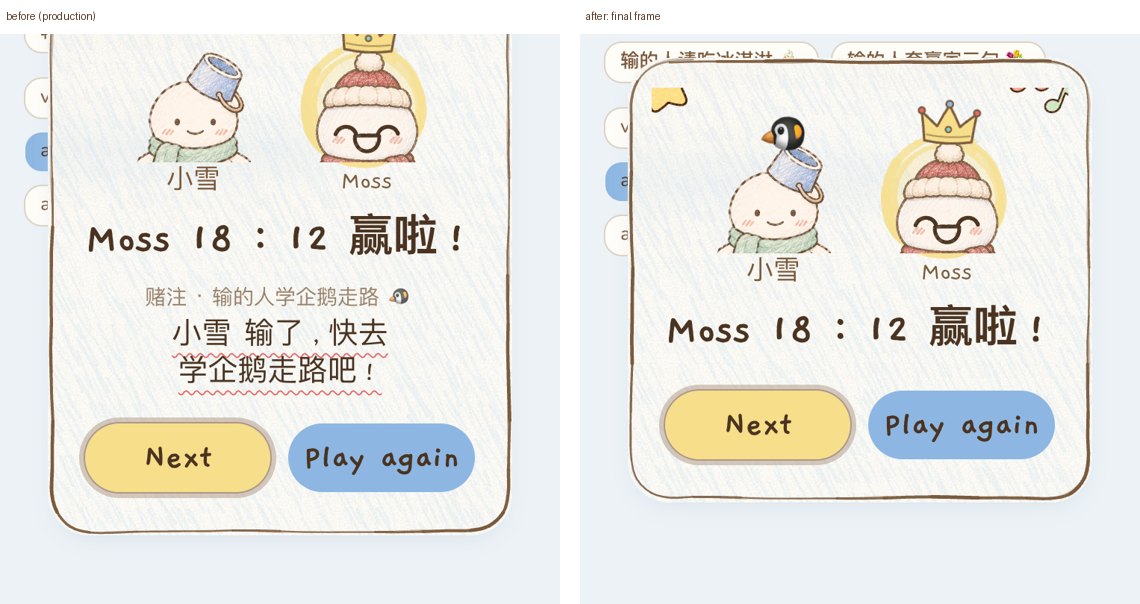 before (production)
小雪
Moss
Moss 18 : 12 赢啦！
赌注 · 输的人学企鹅走路 🐧
小雪 输了，快去
学企鹅走路吧！
Next
Play again
after: final frame
小雪
Moss
Moss 18 : 12 赢啦！
Next
Play again